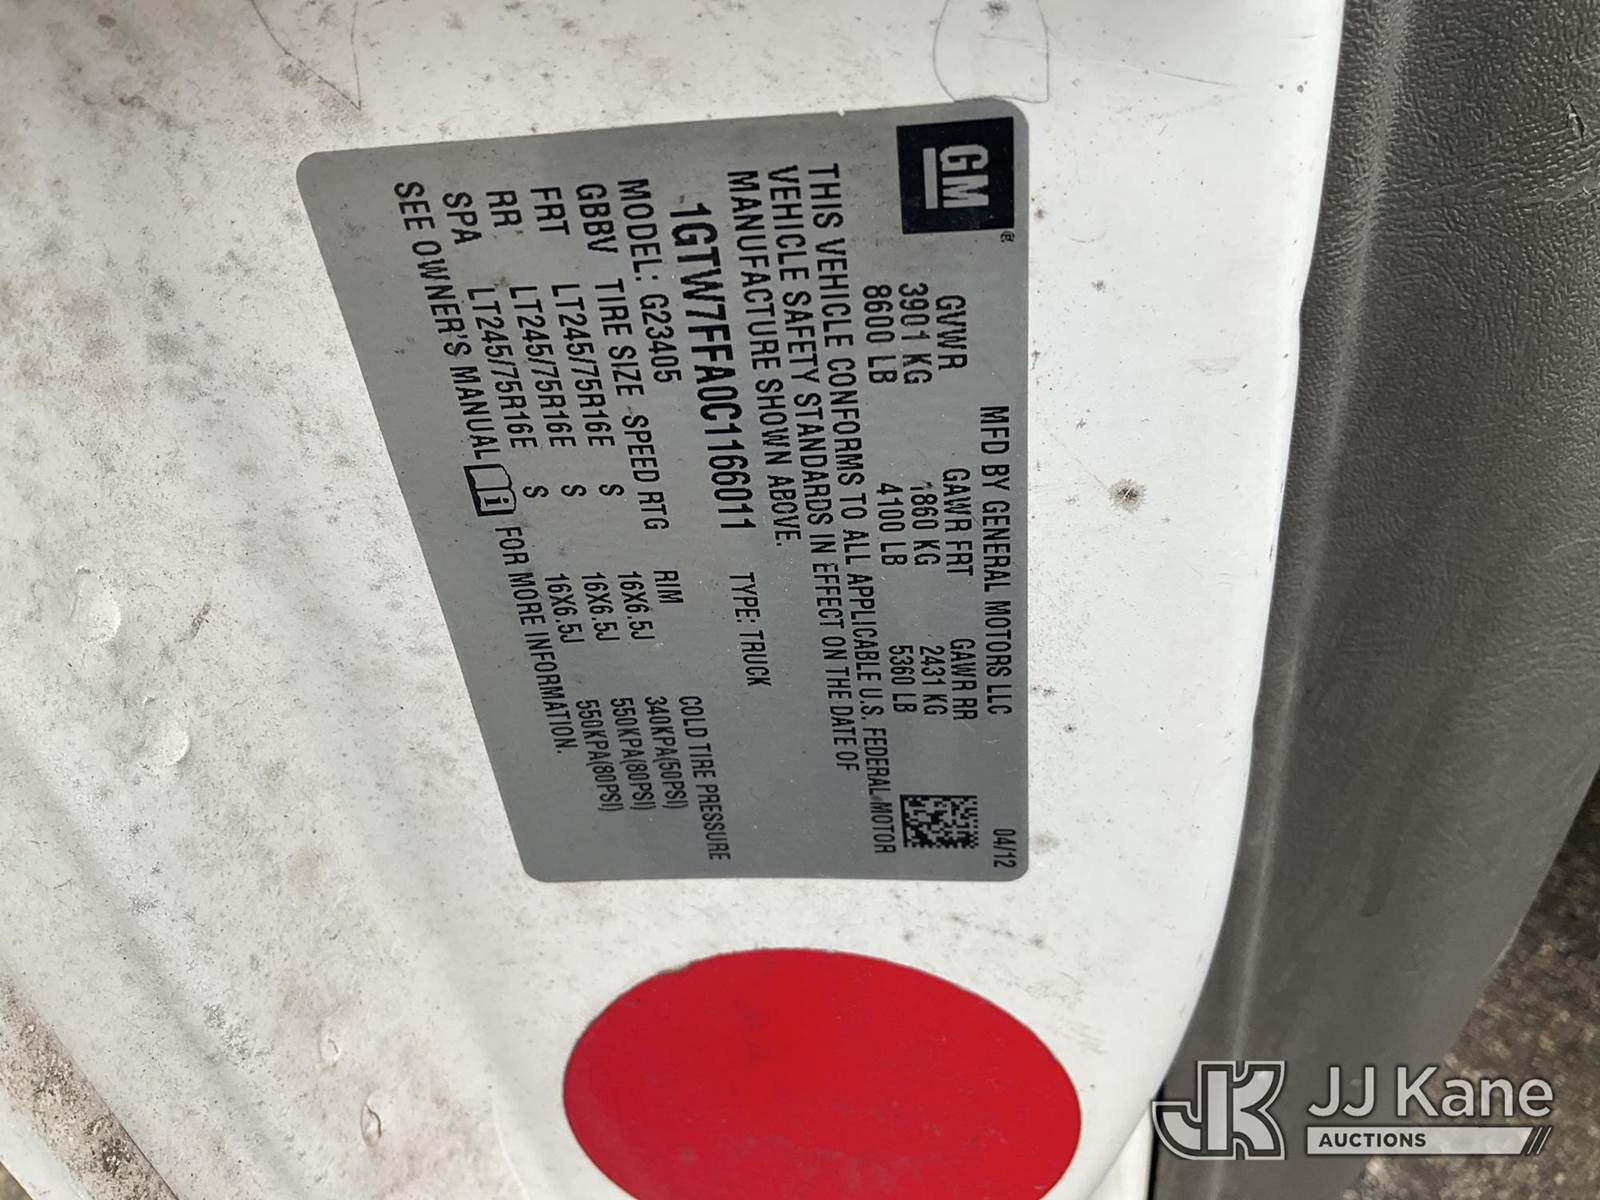 GM ®
MFD BY GENERAL MOTORS LLC 04/12
GVWR GAWR FRT GAWR RR
3901 KG 1860 KG 2431 KG
8600 LB 4100 LB 5360 LB
THIS VEHICLE CONFORMS TO ALL APPLICABLE U.S. FEDERAL MOTOR
VEHICLE SAFETY STANDARDS IN EFFECT ON THE DATE OF
MANUFACTURE SHOWN ABOVE.
1GTW7FFA0C1166011 TYPE: TRUCK
MODEL: G23405
GBBV TIRE SIZE SPEED RTG RIM COLD TIRE PRESSURE
FRT LT245/75R16E S 16X6.5J 340KPA(50PSI)
RR LT245/75R16E S 16X6.5J 550KPA(80PSI)
SPA LT245/75R16E S 16X6.5J 550KPA(80PSI)
SEE OWNER'S MANUAL i FOR MORE INFORMATION.
JK JJ Kane
AUCTIONS